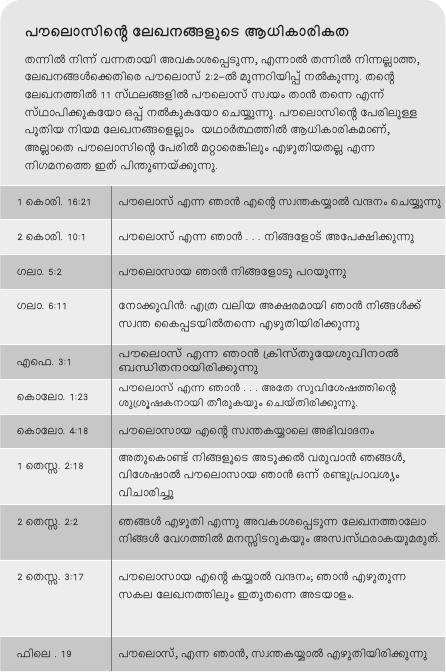 പൗലൊസിന്റെ ലേഖനങ്ങളുടെ ആധികാരികത
തന്നിൽ നിന്ന് വന്നതായി അവകാശപ്പെടുന്ന, എന്നാൽ തന്നിൽ നിന്നല്ലാത്ത,
ലേഖനങ്ങൾക്കെതിരെ പൗലൊസ് 2:2-ൽ മുന്നറിയിപ്പ് നൽകുന്നു. തന്റെ
ലേഖനത്തിൽ 11 സ്ഥലങ്ങളിൽ പൗലൊസ് സ്വയം താൻ തന്നെ എന്ന്
സ്ഥാപിക്കുകയോ ഒപ്പ് നൽകുകയോ ചെയ്യുന്നു. പൗലൊസിന്റെ പേരിലുള്ള
പുതിയ നിയമ ലേഖനങ്ങളെല്ലാം യഥാർത്ഥത്തിൽ ആധികാരികമാണ്,
അല്ലാതെ പൗലൊസിന്റെ പേരിൽ മറ്റാരെങ്കിലും എഴുതിയതല്ല എന്ന
നിഗമനത്തെ ഇത് പിന്തുണയ്ക്കുന്നു.
1 കൊരി. 16:21 പൗലൊസ് എന്ന ഞാൻ എന്റെ സ്വന്തകയ്യാൽ വന്ദനം ചെയ്യുന്നു
2 കൊരി. 10:1 പൗലൊസ് എന്ന ഞാൻ . . . നിങ്ങളോട് അപേക്ഷിക്കുന്നു
ഗലാ. 5:2 പൗലൊസായ ഞാൻ നിങ്ങളോടു പറയുന്നു
ഗലാ. 6:11 നോക്കുവിൻ: എത്ര വലിയ അക്ഷരമായി ഞാൻ നിങ്ങൾക്ക്
സ്വന്ത കൈപ്പടയിൽതന്നെ എഴുതിയിരിക്കുന്നു
എഫെ. 3:1 പൗലൊസ് എന്ന ഞാൻ ക്രിസ്തുയേശുവിനാൽ
ബന്ധിതനായിരിക്കുന്നു
കൊലോ. 1:23 പൗലൊസ് എന്ന ഞാൻ . . . അതേ സുവിശേഷത്തിന്റെ
ശുശ്രൂഷകനായി തീരുകയും ചെയ്തിരിക്കുന്നു.
കൊലോ. 4:18 പൗലൊസായ എന്റെ സ്വന്തകയ്യാലെ അഭിവാദനം
1 തെസ്സ. 2:18 അതുകൊണ്ട് നിങ്ങളുടെ അടുക്കൽ വരുവാൻ ഞങ്ങൾ,
വിശേഷാൽ പൗലൊസായ ഞാൻ ഒന്ന് രണ്ടുപ്രാവശ്യം
വിചാരിച്ചു
2 തെസ്സ. 2:2 ഞങ്ങൾ എഴുതി എന്നു അവകാശപ്പെടുന്ന ലേഖനത്താലോ
നിങ്ങൾ വേഗത്തിൽ മനസ്സിടറുകയും അസ്വസ്ഥരാകയുമരുത്.
2 തെസ്സ. 3:17 പൗലൊസായ എന്റെ കയ്യാൽ വന്ദനം; ഞാൻ എഴുതുന്ന
സകല ലേഖനത്തിലും ഇതുതന്നെ അടയാളം.
ഫിലെ . 19 പൗലൊസ്, എന്ന ഞാൻ, സ്വന്തകയ്യാൽ എഴുതിയിരിക്കുന്നു